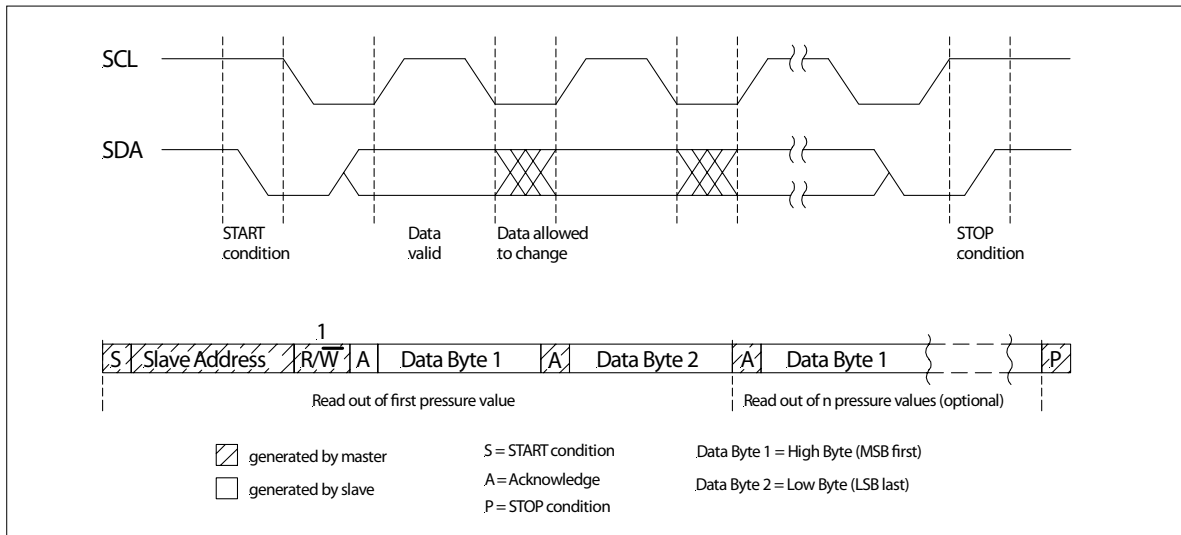 SCL
SDA
START condition
Data valid
Data allowed to change
STOP condition
1
S Slave Address R/W̅ A Data Byte 1 A Data Byte 2 A Data Byte 1 P
Read out of first pressure value
Read out of n pressure values (optional)
generated by master
generated by slave
S = START condition
A = Acknowledge
P = STOP condition
Data Byte 1 = High Byte (MSB first)
Data Byte 2 = Low Byte (LSB last)